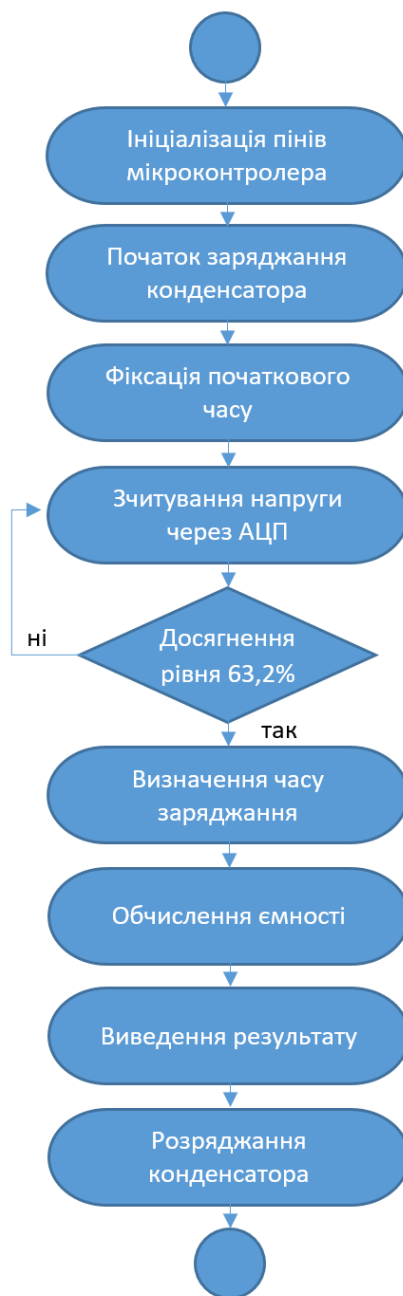 Ініціалізація пінів
мікроконтролера
Початок заряджання
конденсатора
Фіксація початкового
часу
Зчитування напруги
через АЦП
ні
Досягнення
рівня 63,2%
так
Визначення часу
заряджання
Обчислення ємності
Виведення результату
Розряджання
конденсатора